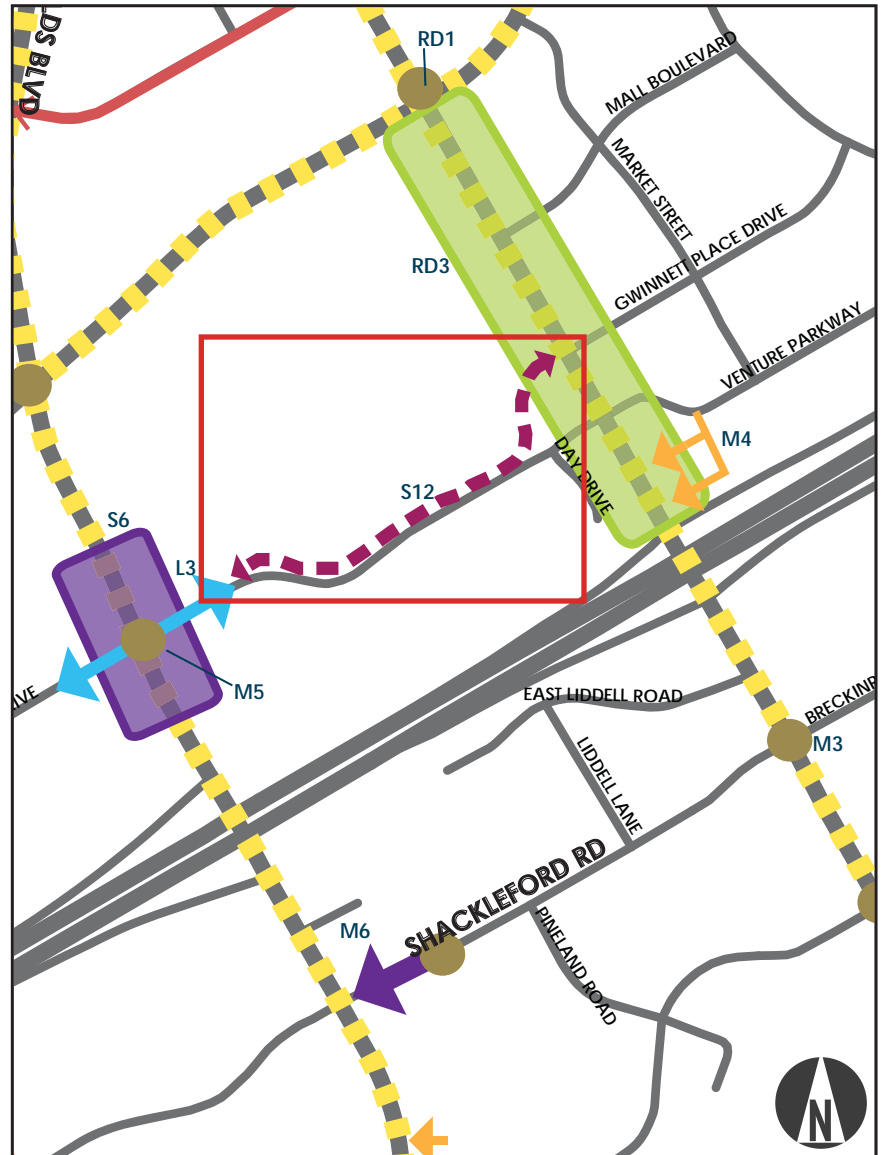 LDS BLVD
RD1
MALL BOULEVARD
MARKET STREET
RD3
GWINNETT PLACE DRIVE
VENTURE PARKWAY
M4
DAY DRIVE
S12
S6
L3
IVE
M5
EAST LIDDELL ROAD
BRECKINR
M3
LIDDELL LANE
SHACKLEFORD RD
M6
PINELAND ROAD
N